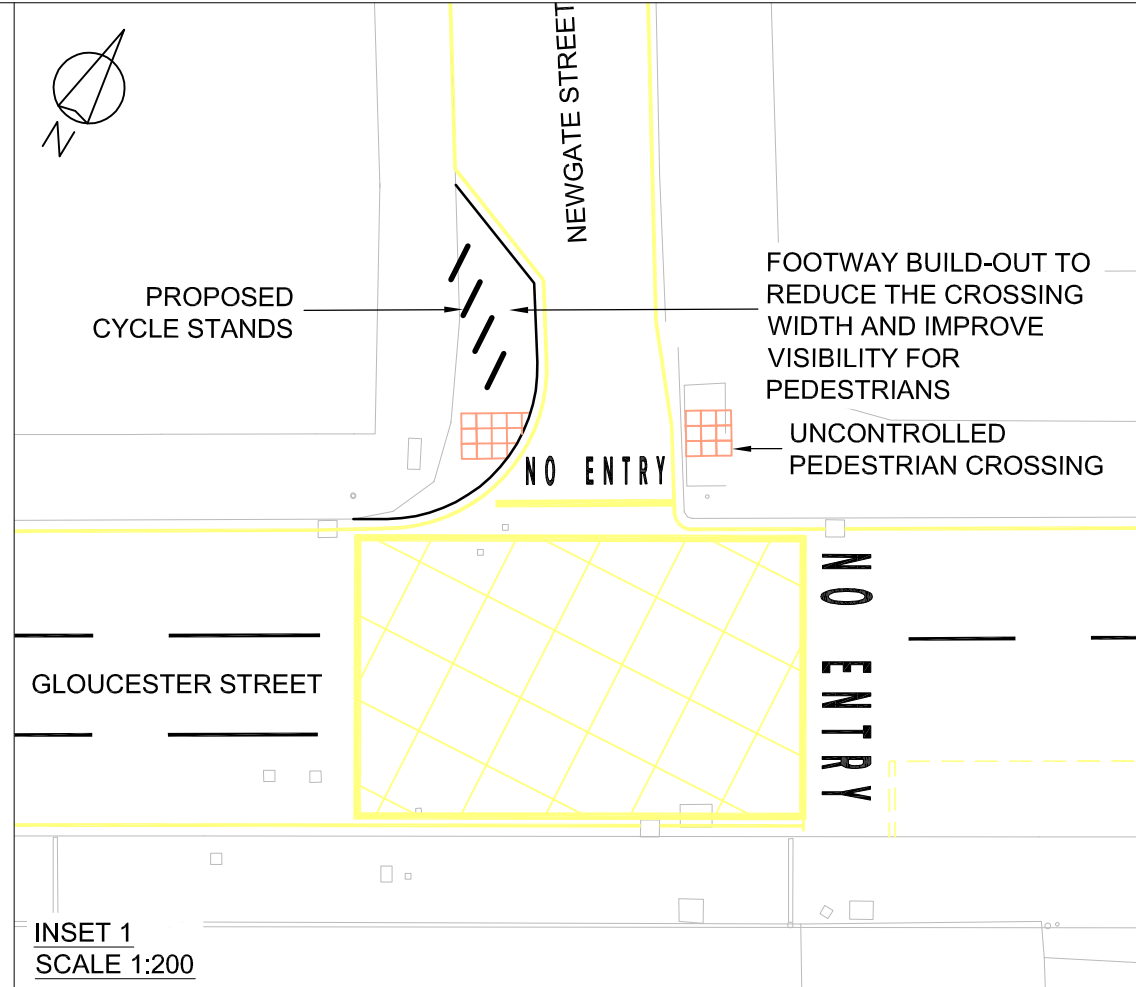 N
NEWGATE STREET
PROPOSED
CYCLE STANDS
FOOTWAY BUILD-OUT TO
REDUCE THE CROSSING
WIDTH AND IMPROVE
VISIBILITY FOR
PEDESTRIANS
UNCONTROLLED
PEDESTRIAN CROSSING
NO ENTRY
NO ENTRY
GLOUCESTER STREET
INSET 1
SCALE 1:200